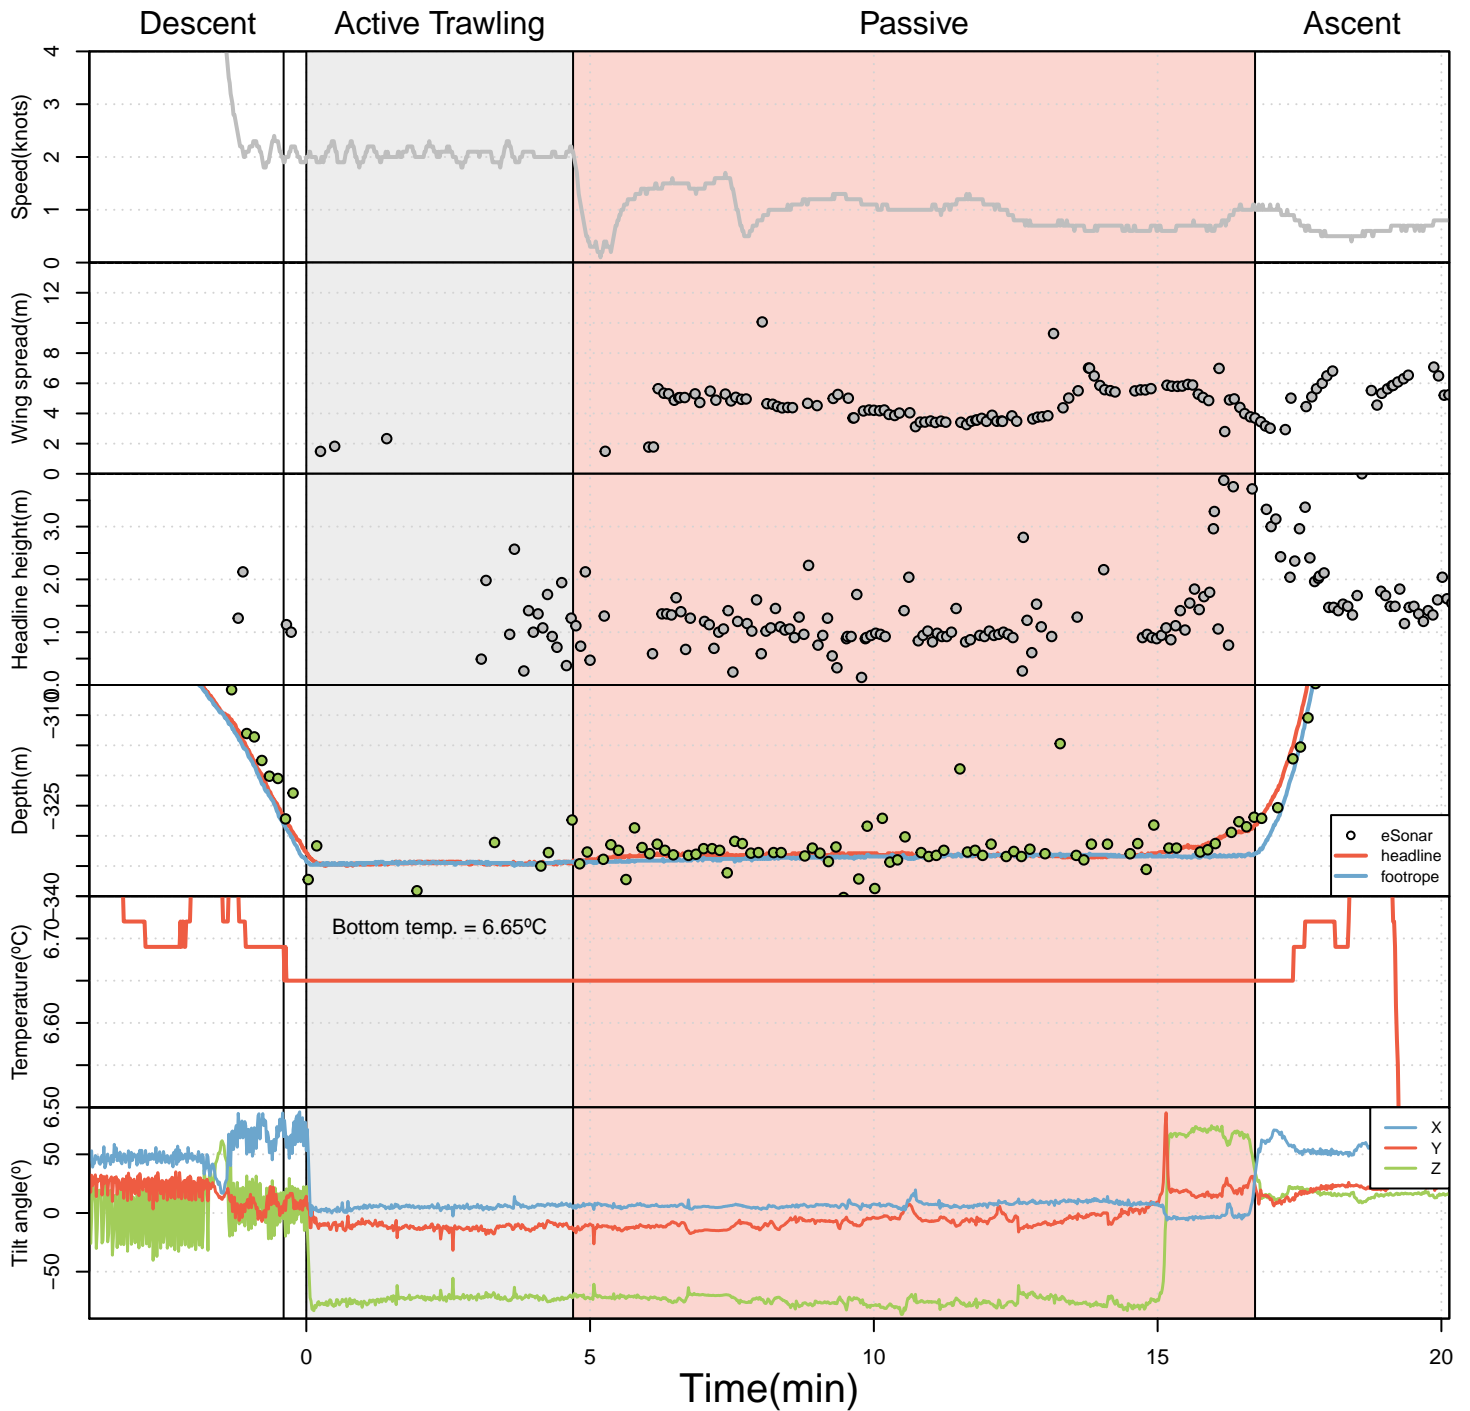 Descent Active Trawling Passive Ascent
Speed(knots)
4
3
2
1
0
Wing spread(m)
12
8
6
4
2
0
Headline height(m)
3.0
2.0
1.0
0.0
Depth(m)
−310
−325
−340
eSonar
headline
footrope
Temperature(ºC)
6.70
6.60
6.50
Bottom temp. = 6.65ºC
Tilt angle(º)
50
0
−50
X
Y
Z
0 5 10 15 20
Time(min)